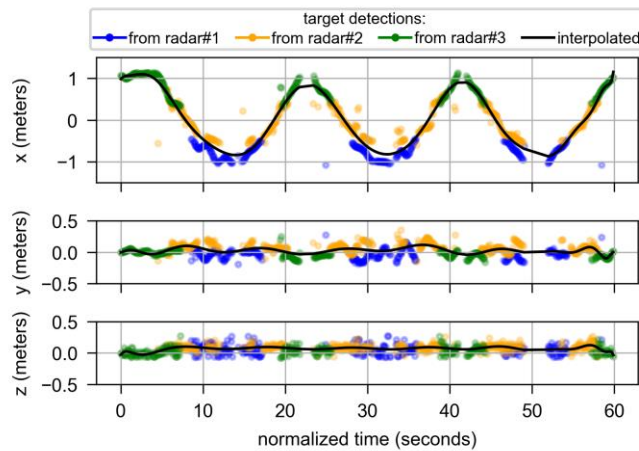 target detections:
from radar#1 from radar#2 from radar#3 interpolated
1
0
−1
x (meters)
0.5
0.0
−0.5
y (meters)
0.5
0.0
−0.5
z (meters)
0 10 20 30 40 50 60
normalized time (seconds)